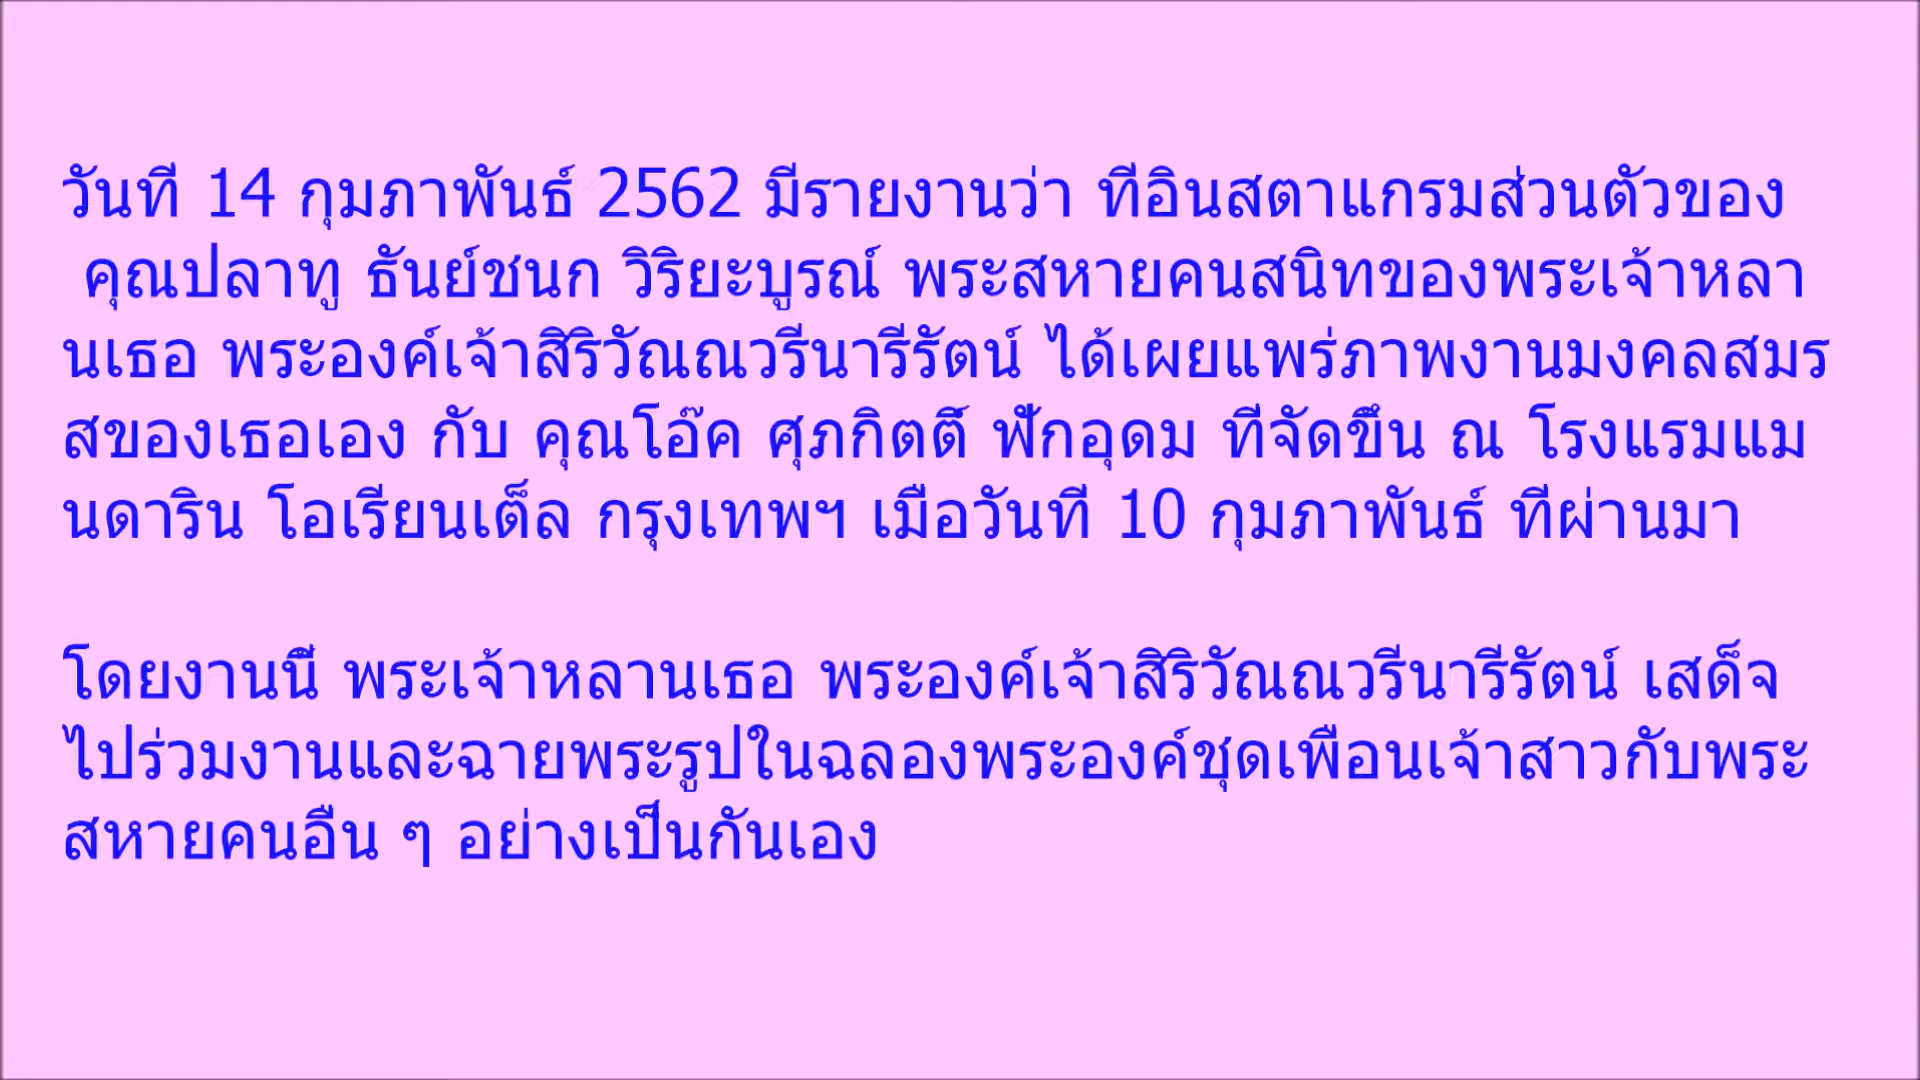 วันที่ 14 กุมภาพันธ์ 2562 มีรายงานว่า ที่อินสตาแกรมส่วนตัวของ
คุณปลาทู ธันย์ชนก วิริยะบูรณ์ พระสหายคนสนิทของพระเจ้าหลา
นเธอ พระองค์เจ้าสิริวัณณวรีนารีรัตน์ ได้เผยแพร่ภาพงานมงคลสมร
สของเธอเอง กับ คุณโอ๊ค ศุภกิตติ์ ฟักอุดม ที่จัดขึ้น ณ โรงแรมแม
นดาริน โอเรียนเต็ล กรุงเทพฯ เมื่อวันที่ 10 กุมภาพันธ์ ที่ผ่านมา
โดยงานนี้ พระเจ้าหลานเธอ พระองค์เจ้าสิริวัณณวรีนารีรัตน์ เสด็จ
ไปร่วมงานและฉายพระรูปในฉลองพระองค์ชุดเพื่อนเจ้าสาวกับพระ
สหายคนอื่น ๆ อย่างเป็นกันเอง